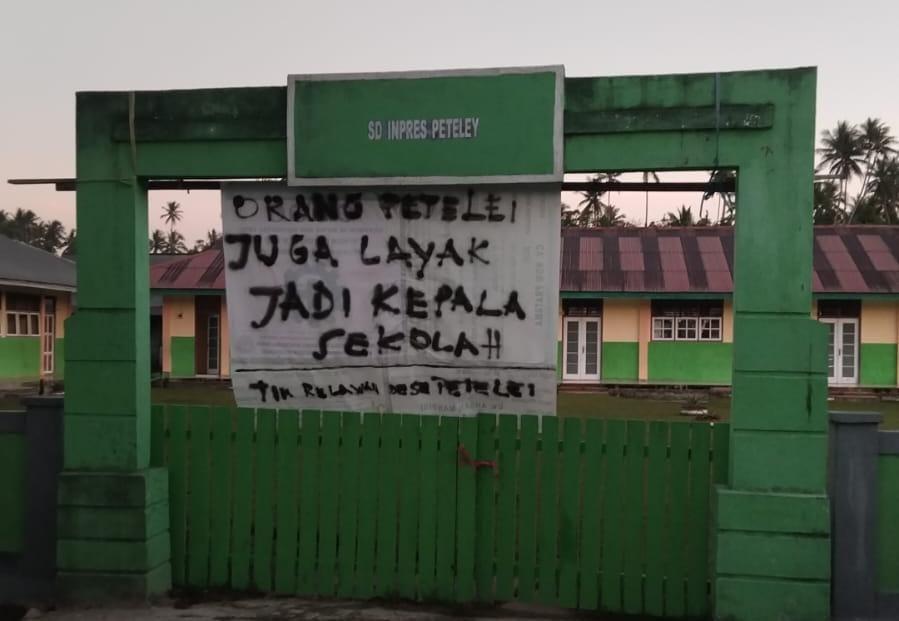 SD INPRES PETELEY
ORANG PETELEI
JUGA LAYAK
JADI KEPALA
SEKOLAH
TIM RELAWAN DESA PETELEI